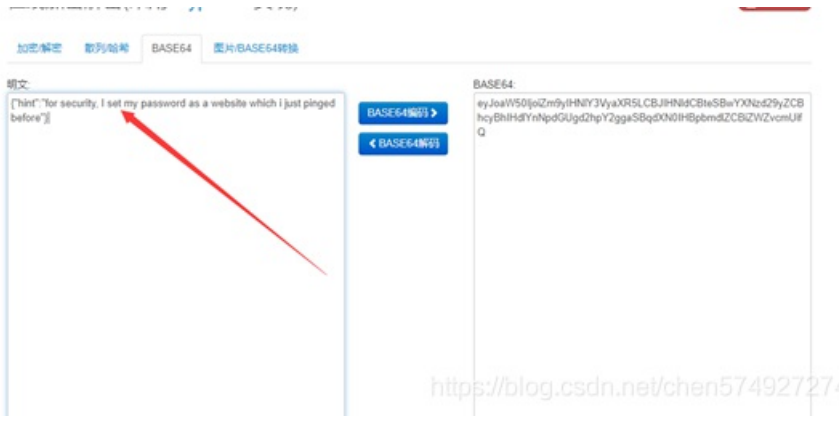 加密/解密 散列/哈希 BASE64 图片/BASE64转换
明文:
BASE64:
{"hint":"for security, I set my password as a website which i just pinged
before"}
BASE64编码
BASE64解码
eyJoaW50IjoiZm9yIHNlY3VyaXR5LCBJIHNldCBteSBwYXNzd29yZCB
hcyBhIHdlYnNpdGUgd2hpY2ggaSBqdXN0IHBpbmdlZCBiZWZvcmUif
Q
https://blog.csdn.net/chen57492727